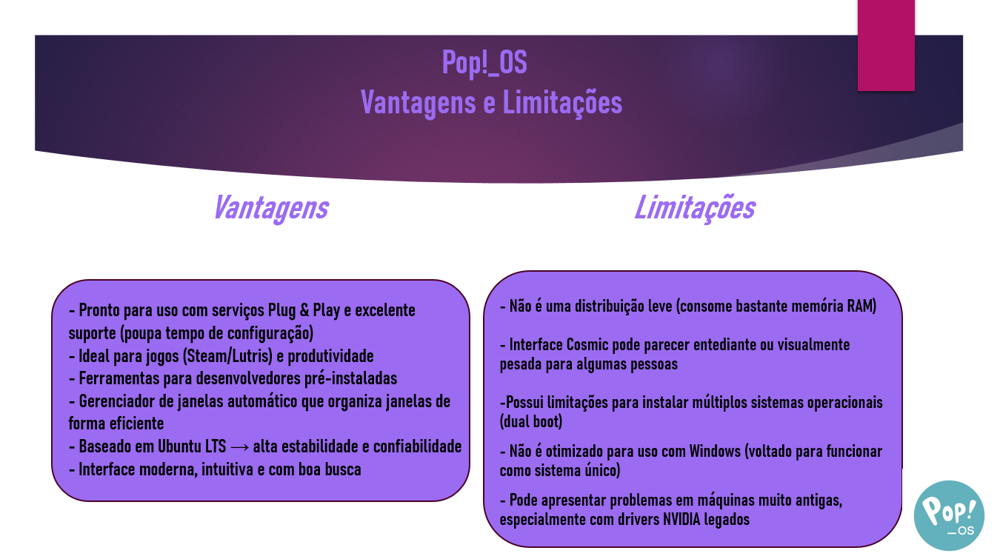 Pop!_OS
Vantagens e Limitações
Vantagens
Limitações
- Pronto para uso com serviços Plug & Play e excelente
suporte (poupa tempo de configuração)
- Ideal para jogos (Steam/Lutris) e produtividade
- Ferramentas para desenvolvedores pré-instaladas
- Gerenciador de janelas automático que organiza janelas de
forma eficiente
- Baseado em Ubuntu LTS → alta estabilidade e confiabilidade
- Interface moderna, intuitiva e com boa busca
- Não é uma distribuição leve (consome bastante memória RAM)
- Interface Cosmic pode parecer entediante ou visualmente
pesada para algumas pessoas
-Possui limitações para instalar múltiplos sistemas operacionais
(dual boot)
- Não é otimizado para uso com Windows (voltado para funcionar
como sistema único)
- Pode apresentar problemas em máquinas muito antigas,
especialmente com drivers NVIDIA legados
Pop!
_OS